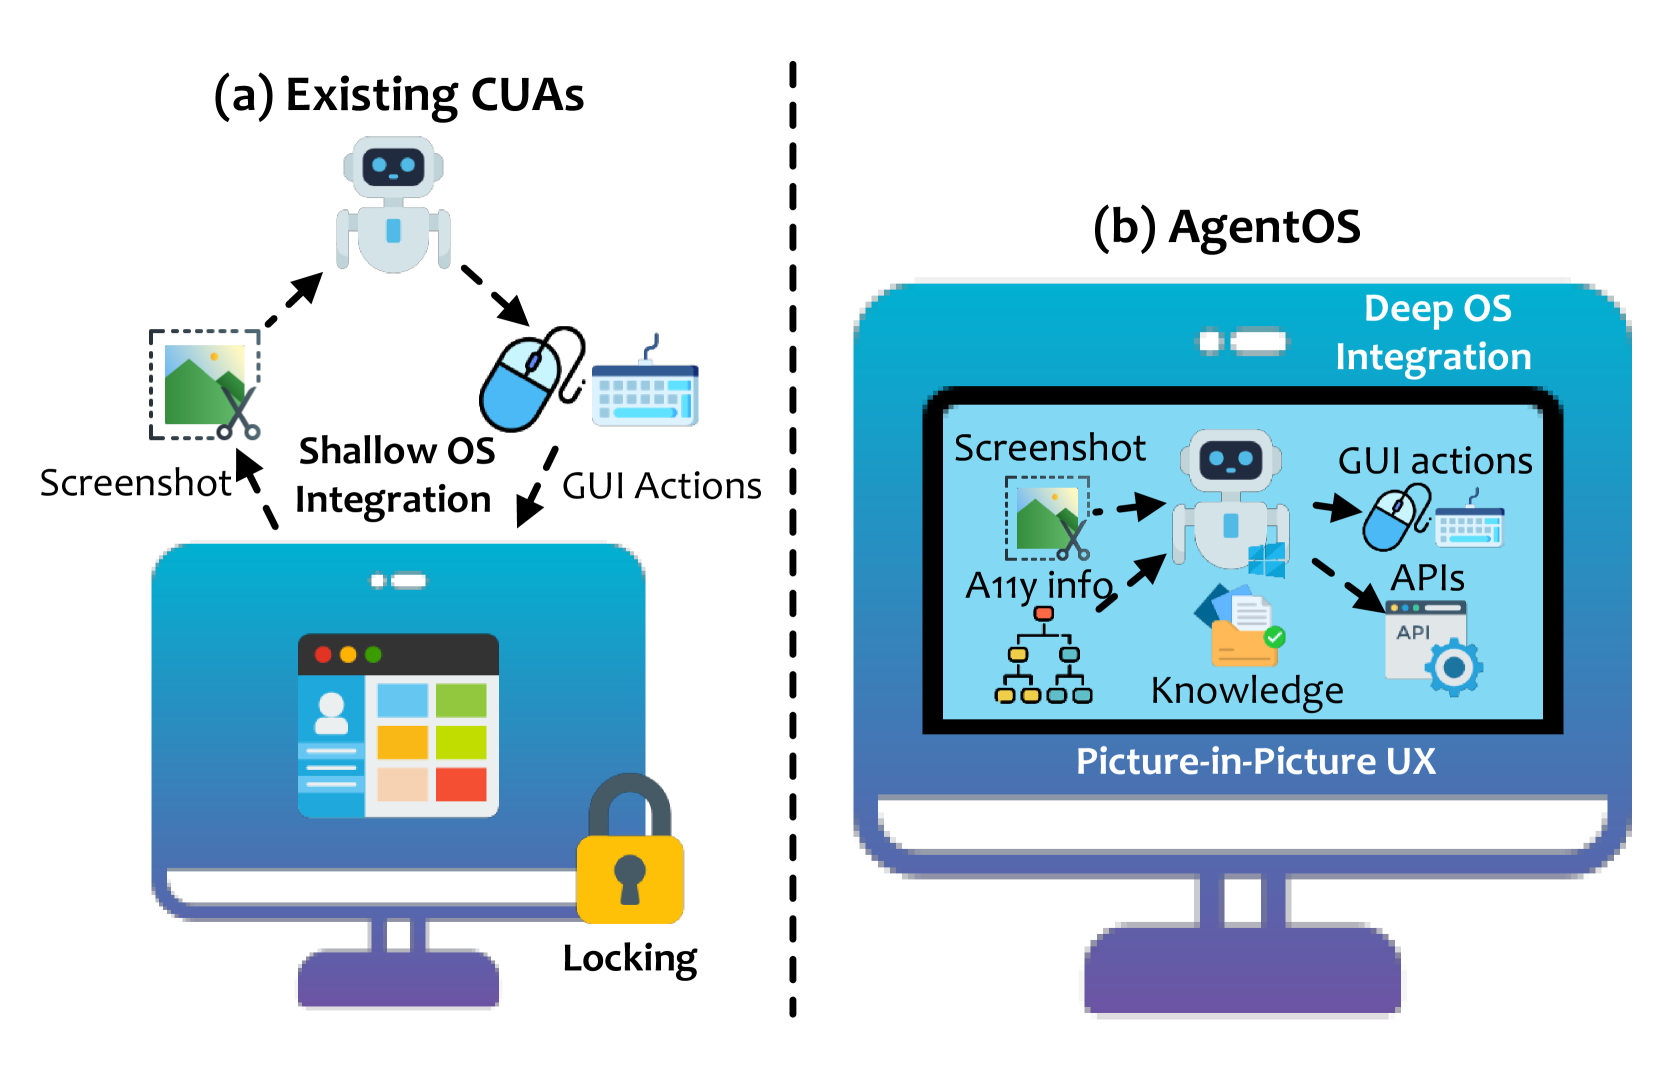 (a) Existing CUAs
Shallow OS
Integration
Screenshot
GUI Actions
Locking
(b) AgentOS
Deep OS
Integration
Screenshot
GUI actions
A11y info
APIs
API
Knowledge
Picture-in-Picture UX